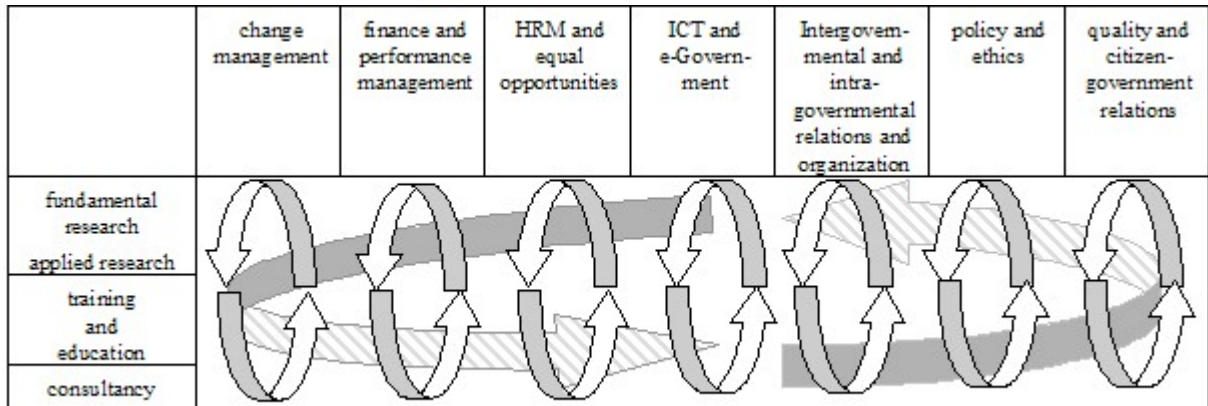 change
management
finance and
performance
management
HRM and
equal
opportunities
ICT and
e-Govern-
ment
Intergovern-
mental and
intra-
governmental
relations and
organization
policy and
ethics
quality and
citizen-
government
relations
fundamental
research
applied research
training
and
education
consultancy